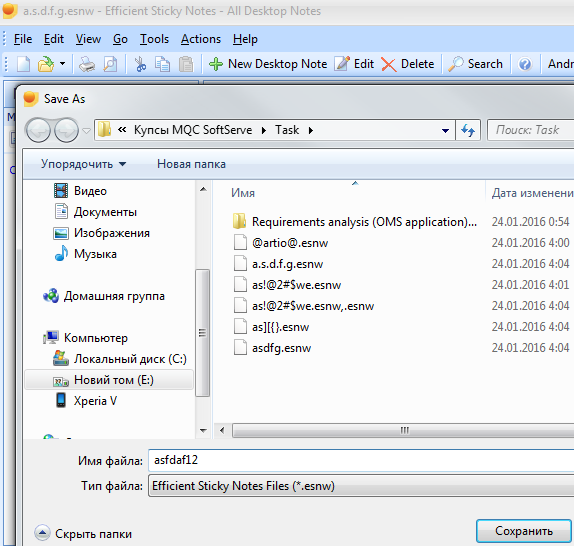 a.s.d.f.g.esnw - Efficient Sticky Notes - All Desktop Notes
File Edit View Go Tools Actions Help
New Desktop Note Edit Delete Search Andr
Save As
« Купсы MQC SoftServe Task Поиск: Task
Упорядочить Новая папка
Видео
Документы
Изображения
Музыка
Домашняя группа
Компьютер
Локальный диск (C:)
Новий том (E:)
Xperia V
Имя Дата изменени
Requirements analysis (OMS application)... 24.01.2016 0:54
@artio@.esnw 24.01.2016 4:00
a.s.d.f.g.esnw 24.01.2016 4:04
as!@2#$we.esnw 24.01.2016 4:01
as!@2#$we.esnw,.esnw 24.01.2016 4:04
as][{}.esnw 24.01.2016 4:04
asdfg.esnw 24.01.2016 4:04
Имя файла: asfdaf12
Тип файла: Efficient Sticky Notes Files (*.esnw)
Скрыть папки Сохранить